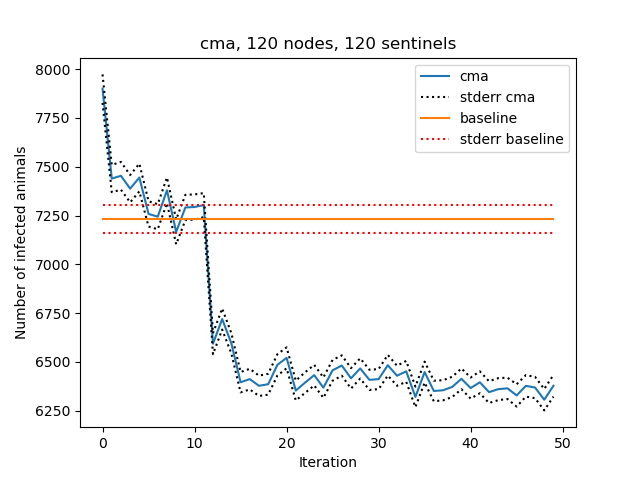 cma, 120 nodes, 120 sentinels
8000
7750
7500
7250
7000
6750
6500
6250
Number of infected animals
cma
stderr cma
baseline
stderr baseline
0
10
20
30
40
50
Iteration